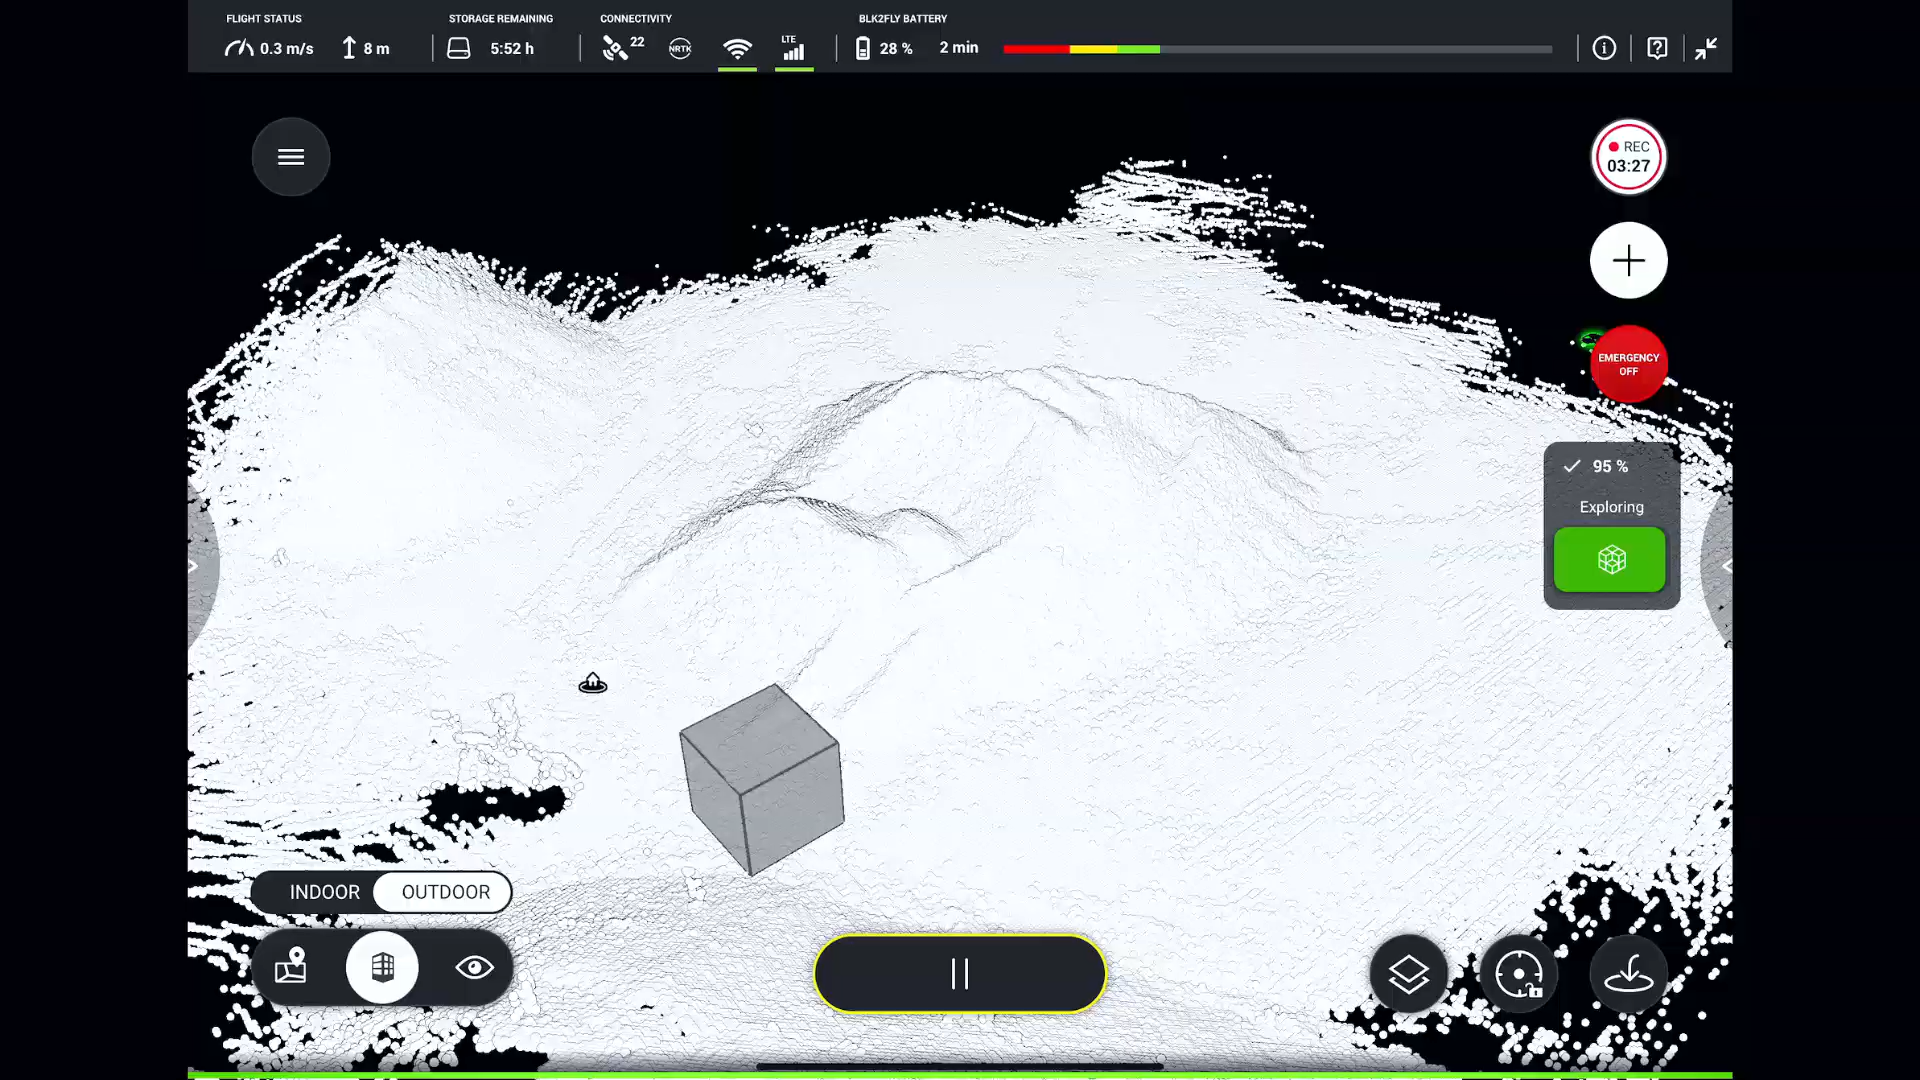 FLIGHT STATUS
0.3 m/s
8 m
STORAGE REMAINING
5:52 h
CONNECTIVITY
22
NRTK
LTE
BLK2FLY BATTERY
28 %
2 min
REC
03:27
EMERGENCY
OFF
95 %
Exploring
INDOOR
OUTDOOR